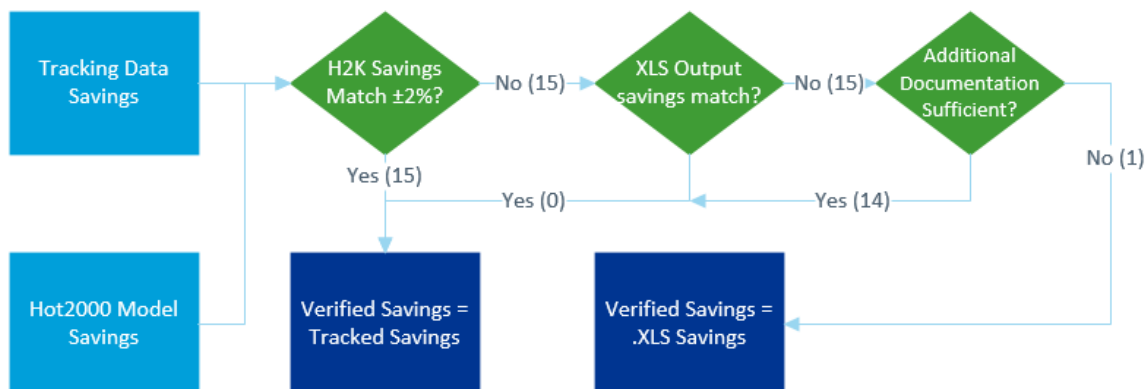 Tracking Data
Savings
H2K Savings
Match ±2%?
No (15)
XLS Output
savings match?
No (15)
Additional
Documentation
Sufficient?
No (1)
Yes (15)
Yes (0)
Yes (14)
Hot2000 Model
Savings
Verified Savings =
Tracked Savings
Verified Savings =
.XLS Savings